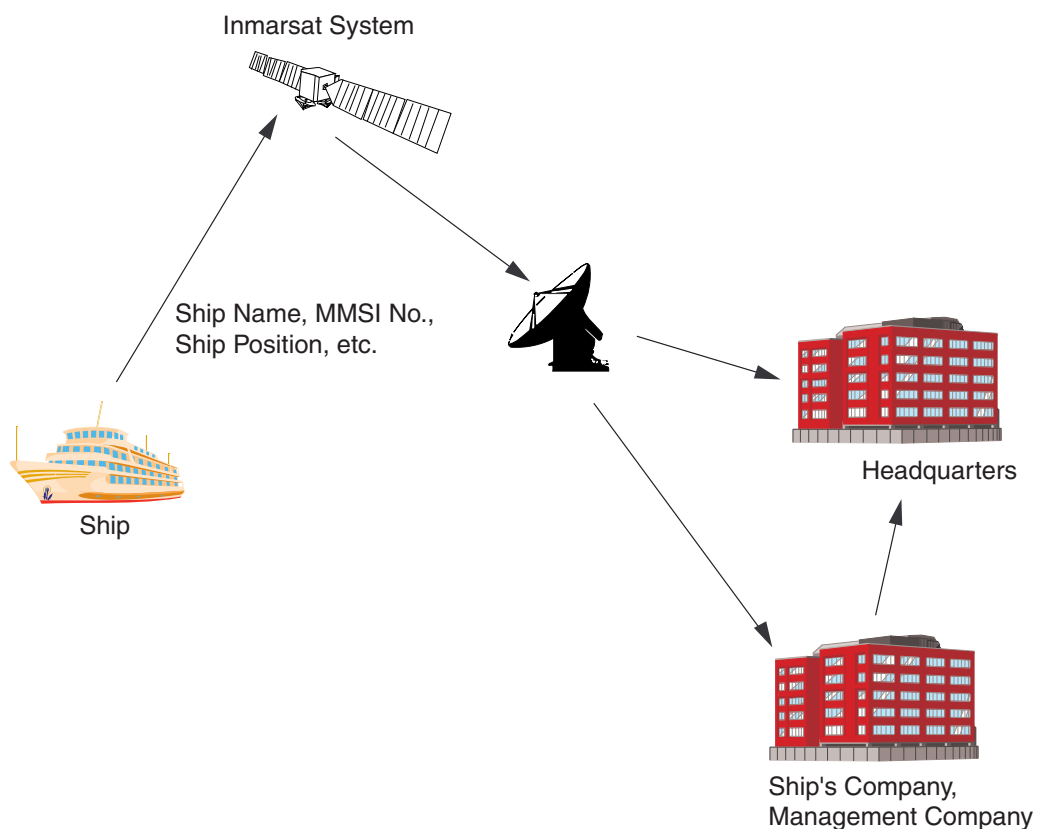 Inmarsat System
Ship Name, MMSI No.,
Ship Position, etc.
Headquarters
Ship
Ship's Company,
Management Company